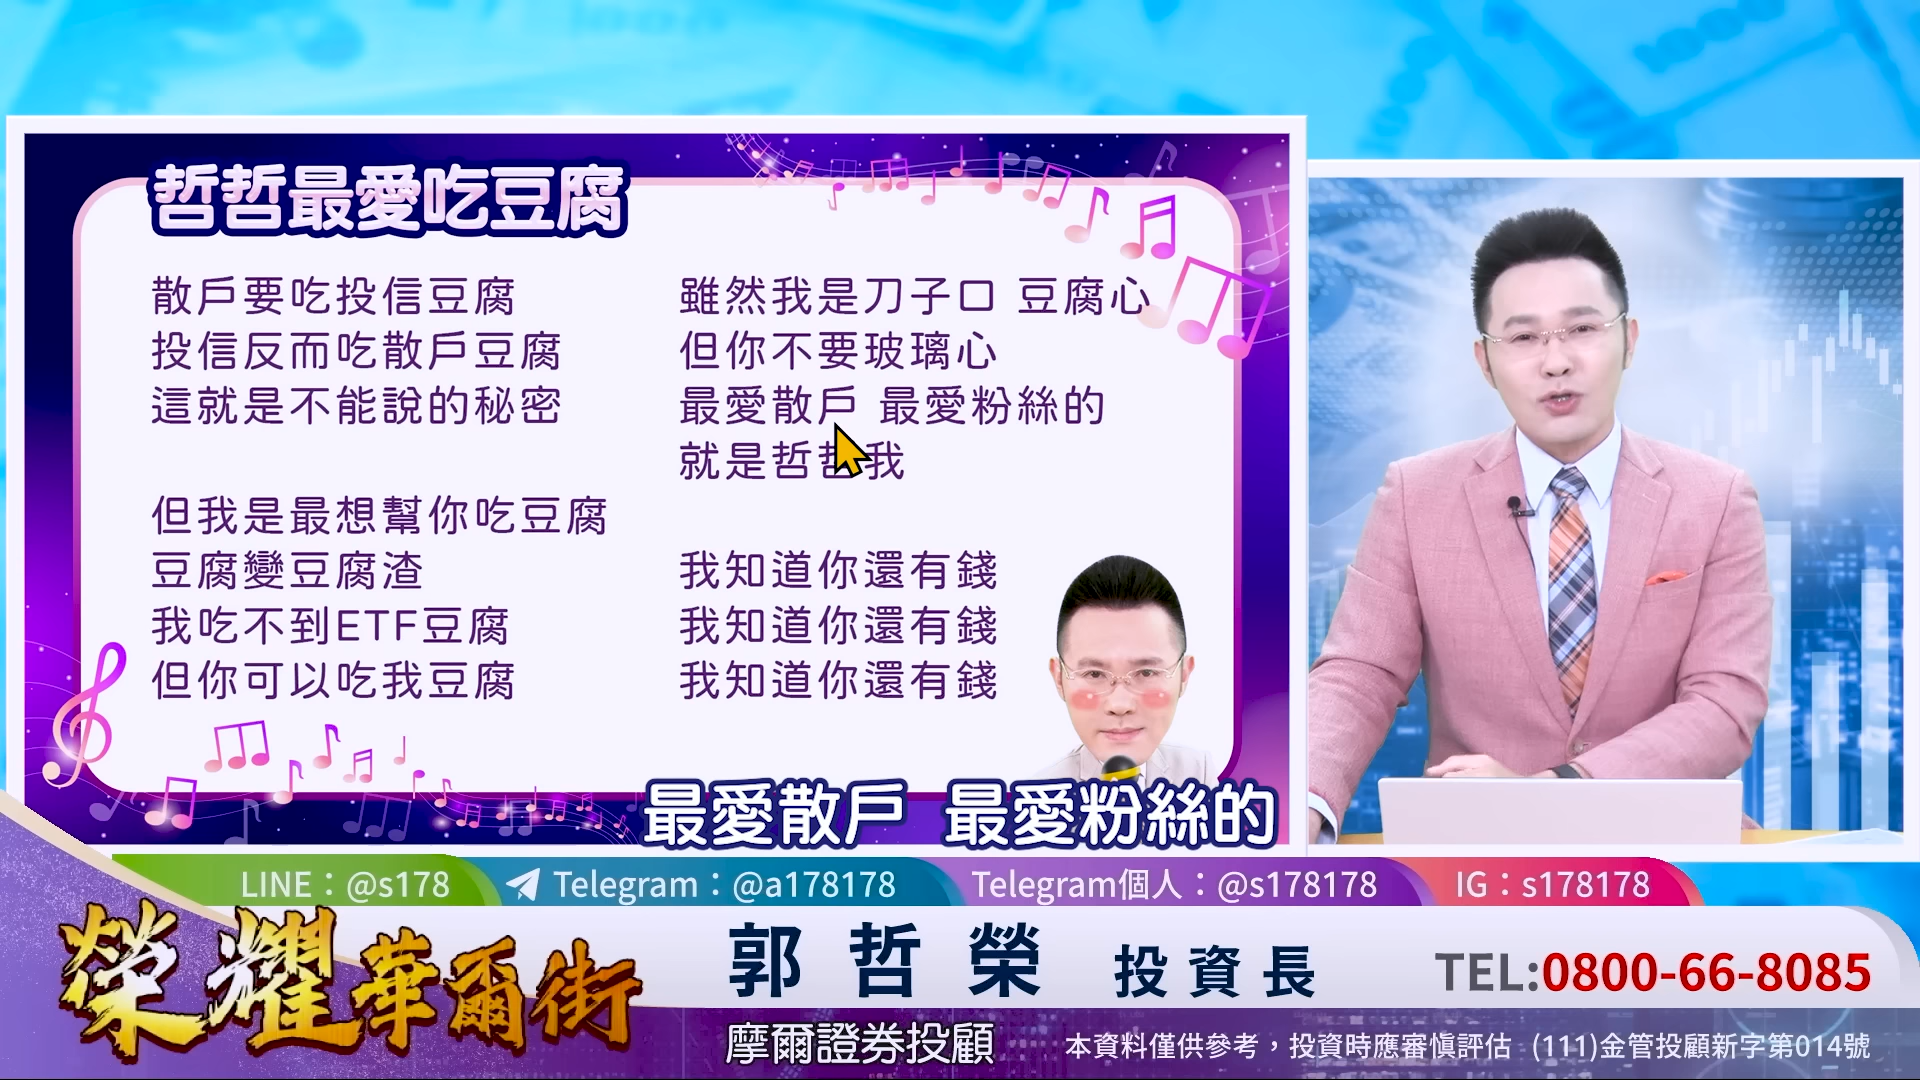 哲哲最愛吃豆腐
散戶要吃投信豆腐
投信反而吃散戶豆腐
這就是不能說的秘密
但我是最想幫你吃豆腐
豆腐變豆腐渣
我吃不到ETF豆腐
但你可以吃我豆腐
雖然我是刀子口 豆腐心
但你不要玻璃心
最愛散戶 最愛粉絲的
就是哲哲我
我知道你還有錢
我知道你還有錢
我知道你還有錢
最愛散戶 最愛粉絲的
LINE：@s178
Telegram：@a178178
Telegram個人：@s178178
IG：s178178
榮耀華爾街
郭哲榮 投資長
TEL:0800-66-8085
摩爾證券投顧
本資料僅供參考，投資時應審慎評估 (111)金管投顧新字第014號